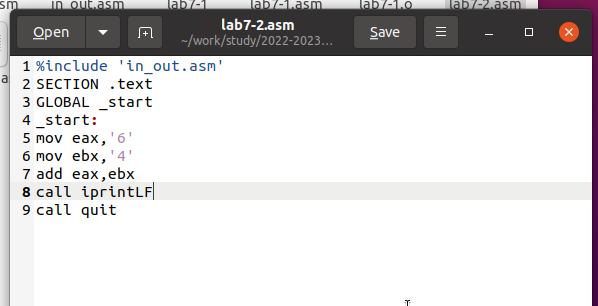 in_out.asm lab7-1 lab7-1.asm lab7-1.o lab7-2.asm
Open lab7-2.asm Save
~/work/study/2022-2023...
1 %include 'in_out.asm'
2 SECTION .text
3 GLOBAL _start
4 _start:
5 mov eax,'6'
6 mov ebx,'4'
7 add eax,ebx
8 call iprintLF
9 call quit